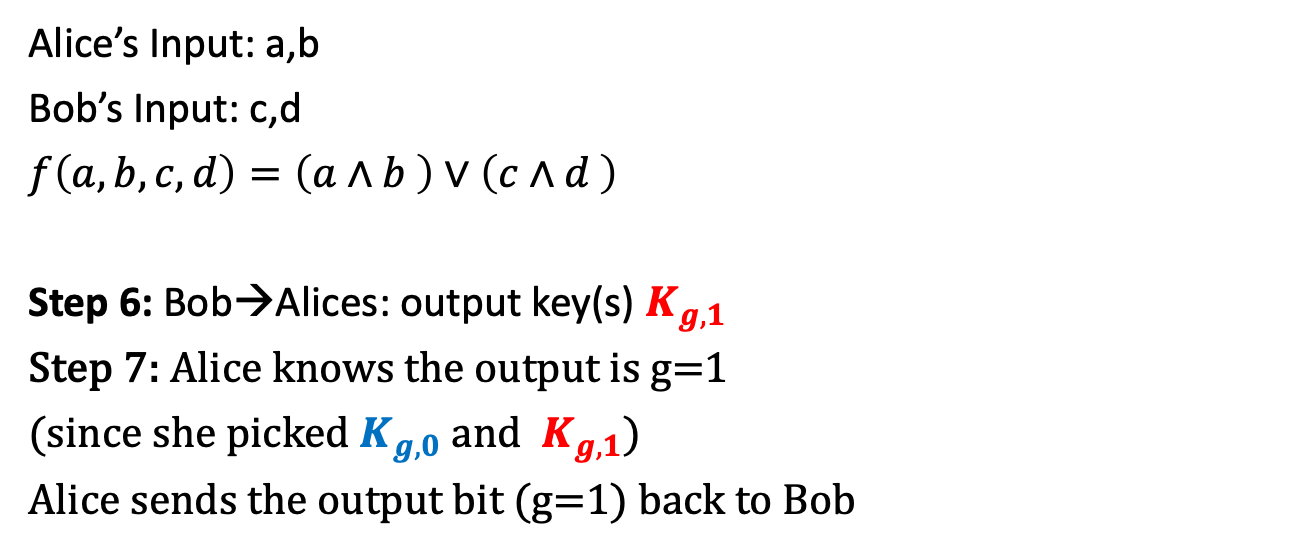 Alice’s Input: a,b
Bob’s Input: c,d
f(a, b, c, d) = (a ∧ b ) ∨ (c ∧ d )
Step 6: Bob→Alices: output key(s) K_{g,1}
Step 7: Alice knows the output is g=1
(since she picked K_{g,0} and K_{g,1})
Alice sends the output bit (g=1) back to Bob